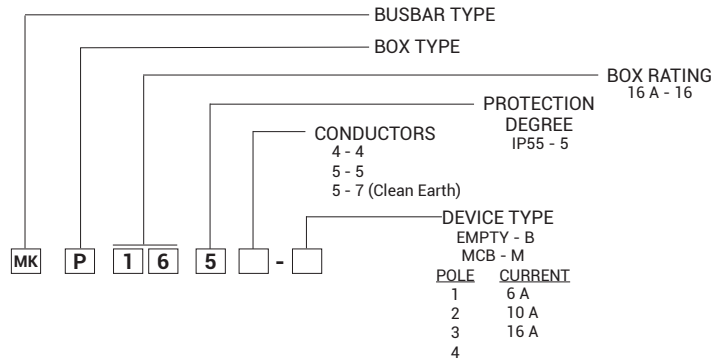 BUSBAR TYPE
BOX TYPE
BOX RATING
16 A - 16
PROTECTION
DEGREE
IP55 - 5
CONDUCTORS
4 - 4
5 - 5
5 - 7 (Clean Earth)
DEVICE TYPE
EMPTY - B
MCB - M
POLE CURRENT
1 6 A
2 10 A
3 16 A
4
MK P 1 6 5 -